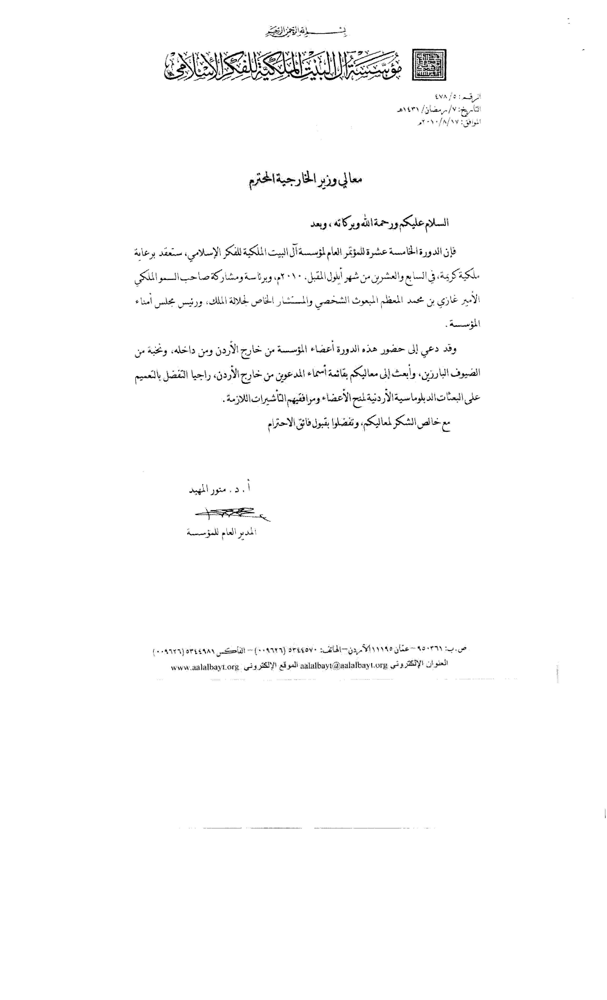 بسم الله الرحمن الرحيم
مؤسسة آل البيت الملكية للفكر الإسلامي
الرقم: ٤٧٨/٥
التاريخ: ٧/رمضان/١٤٣١هـ
الموافق: ٢٠١٠/٨/١٧م
معالي وزير الخارجية المحترم
السلام عليكم ورحمة الله وبركاته، وبعد
فإن الدورة الخامسة عشرة للمؤتمر العام لمؤسسة آل البيت الملكية للفكر الإسلامي، ستعقد برعاية
ملكية كريمة، في السابع والعشرين من شهر أيلول المقبل، ٢٠١٠م، وبرئاسة ومشاركة صاحب السمو الملكي
الأمير غازي بن محمد المعظم المبعوث الشخصي والمستشار الخاص لجلالة الملك، ورئيس مجلس أمناء
المؤسسة.
وقد دعي إلى حضور هذه الدورة أعضاء المؤسسة من خارج الأردن ومن داخله، ونخبة من
الضيوف البارزين، وأبعث إلى معاليكم بقائمة أسماء المدعوين من خارج الأردن، راجيا التفضل بالتعميم
على البعثات الدبلوماسية الأردنية لمنح الأعضاء ومرافقيهم التأشيرات اللازمة.
مع خالص الشكر لمعاليكم، وتفضلوا بقبول فائق الاحترام
أ. د. منور المهيد
المدير العام للمؤسسة
ص.ب: ٩٥٠٣٦١ – عمّان ١١١٩٥ الأردن – الهاتف: ٥٣٤٤٥٧٠ (٠٠٩٦٢٦) – الفاكس ٥٣٤٤٩٨١ (٠٠٩٦٢٦)
العنوان الإلكتروني aalalbayt@aalalbayt.org الموقع الإلكتروني www.aalalbayt.org